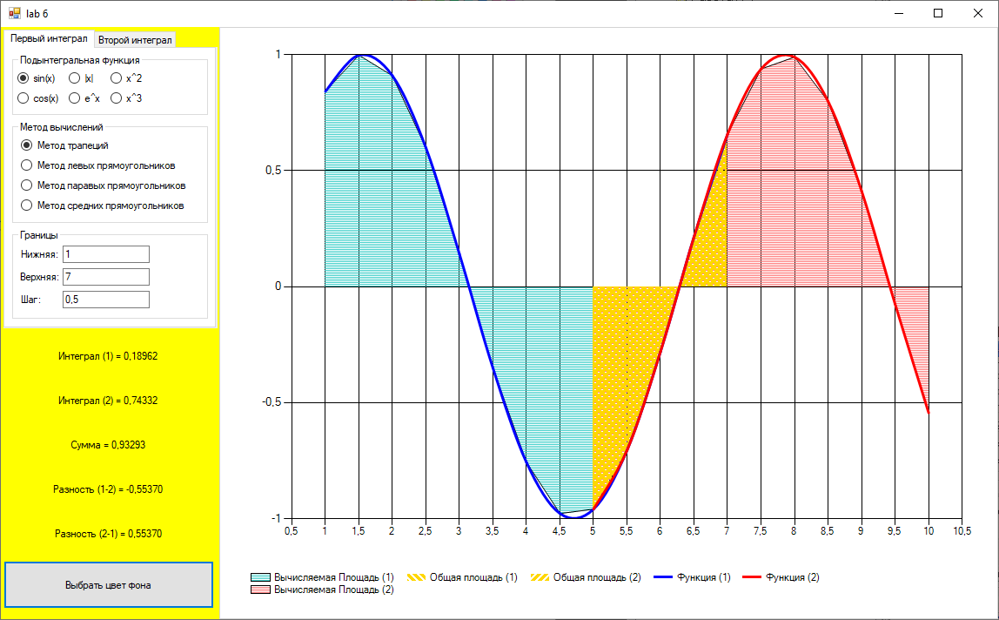 lab 6
Первый интеграл Второй интеграл
Подынтегральная функция
sin(x) |x| x^2
cos(x) e^x x^3
Метод вычислений
Метод трапеций
Метод левых прямоугольников
Метод паравых прямоугольников
Метод средних прямоугольников
Границы
Нижняя: 1
Верхняя: 7
Шаг: 0,5
Интеграл (1) = 0,18962
Интеграл (2) = 0,74332
Сумма = 0,93293
Разность (1-2) = -0,55370
Разность (2-1) = 0,55370
Выбрать цвет фона
1
0,5
0
-0,5
-1
0,5 1 1,5 2 2,5 3 3,5 4 4,5 5 5,5 6 6,5 7 7,5 8 8,5 9 9,5 10 10,5
Вычисляемая Площадь (1) Общая площадь (1) Общая площадь (2) Функция (1) Функция (2)
Вычисляемая Площадь (2)